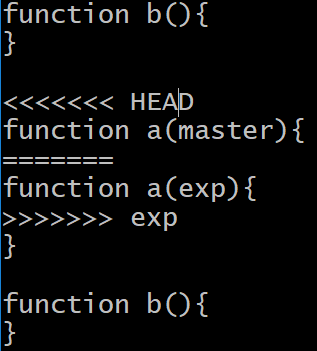 function b(){
}
<<<<<<< HEAD
function a(master){
=======
function a(exp){
>>>>>>> exp
}
function b(){
}